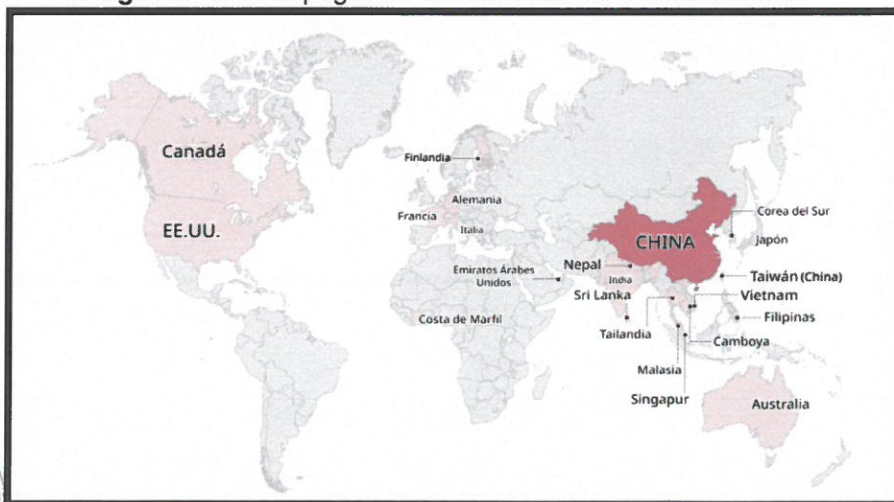 Canadá
EE.UU.
Finlandia
Alemania
Francia
Italia
Emiratos Árabes
Unidos
Costa de Marfil
CHINA
Nepal
India
Sri Lanka
Tailandia
Malasia
Singapur
Corea del Sur
Japón
Taiwán (China)
Vietnam
Filipinas
Camboya
Australia